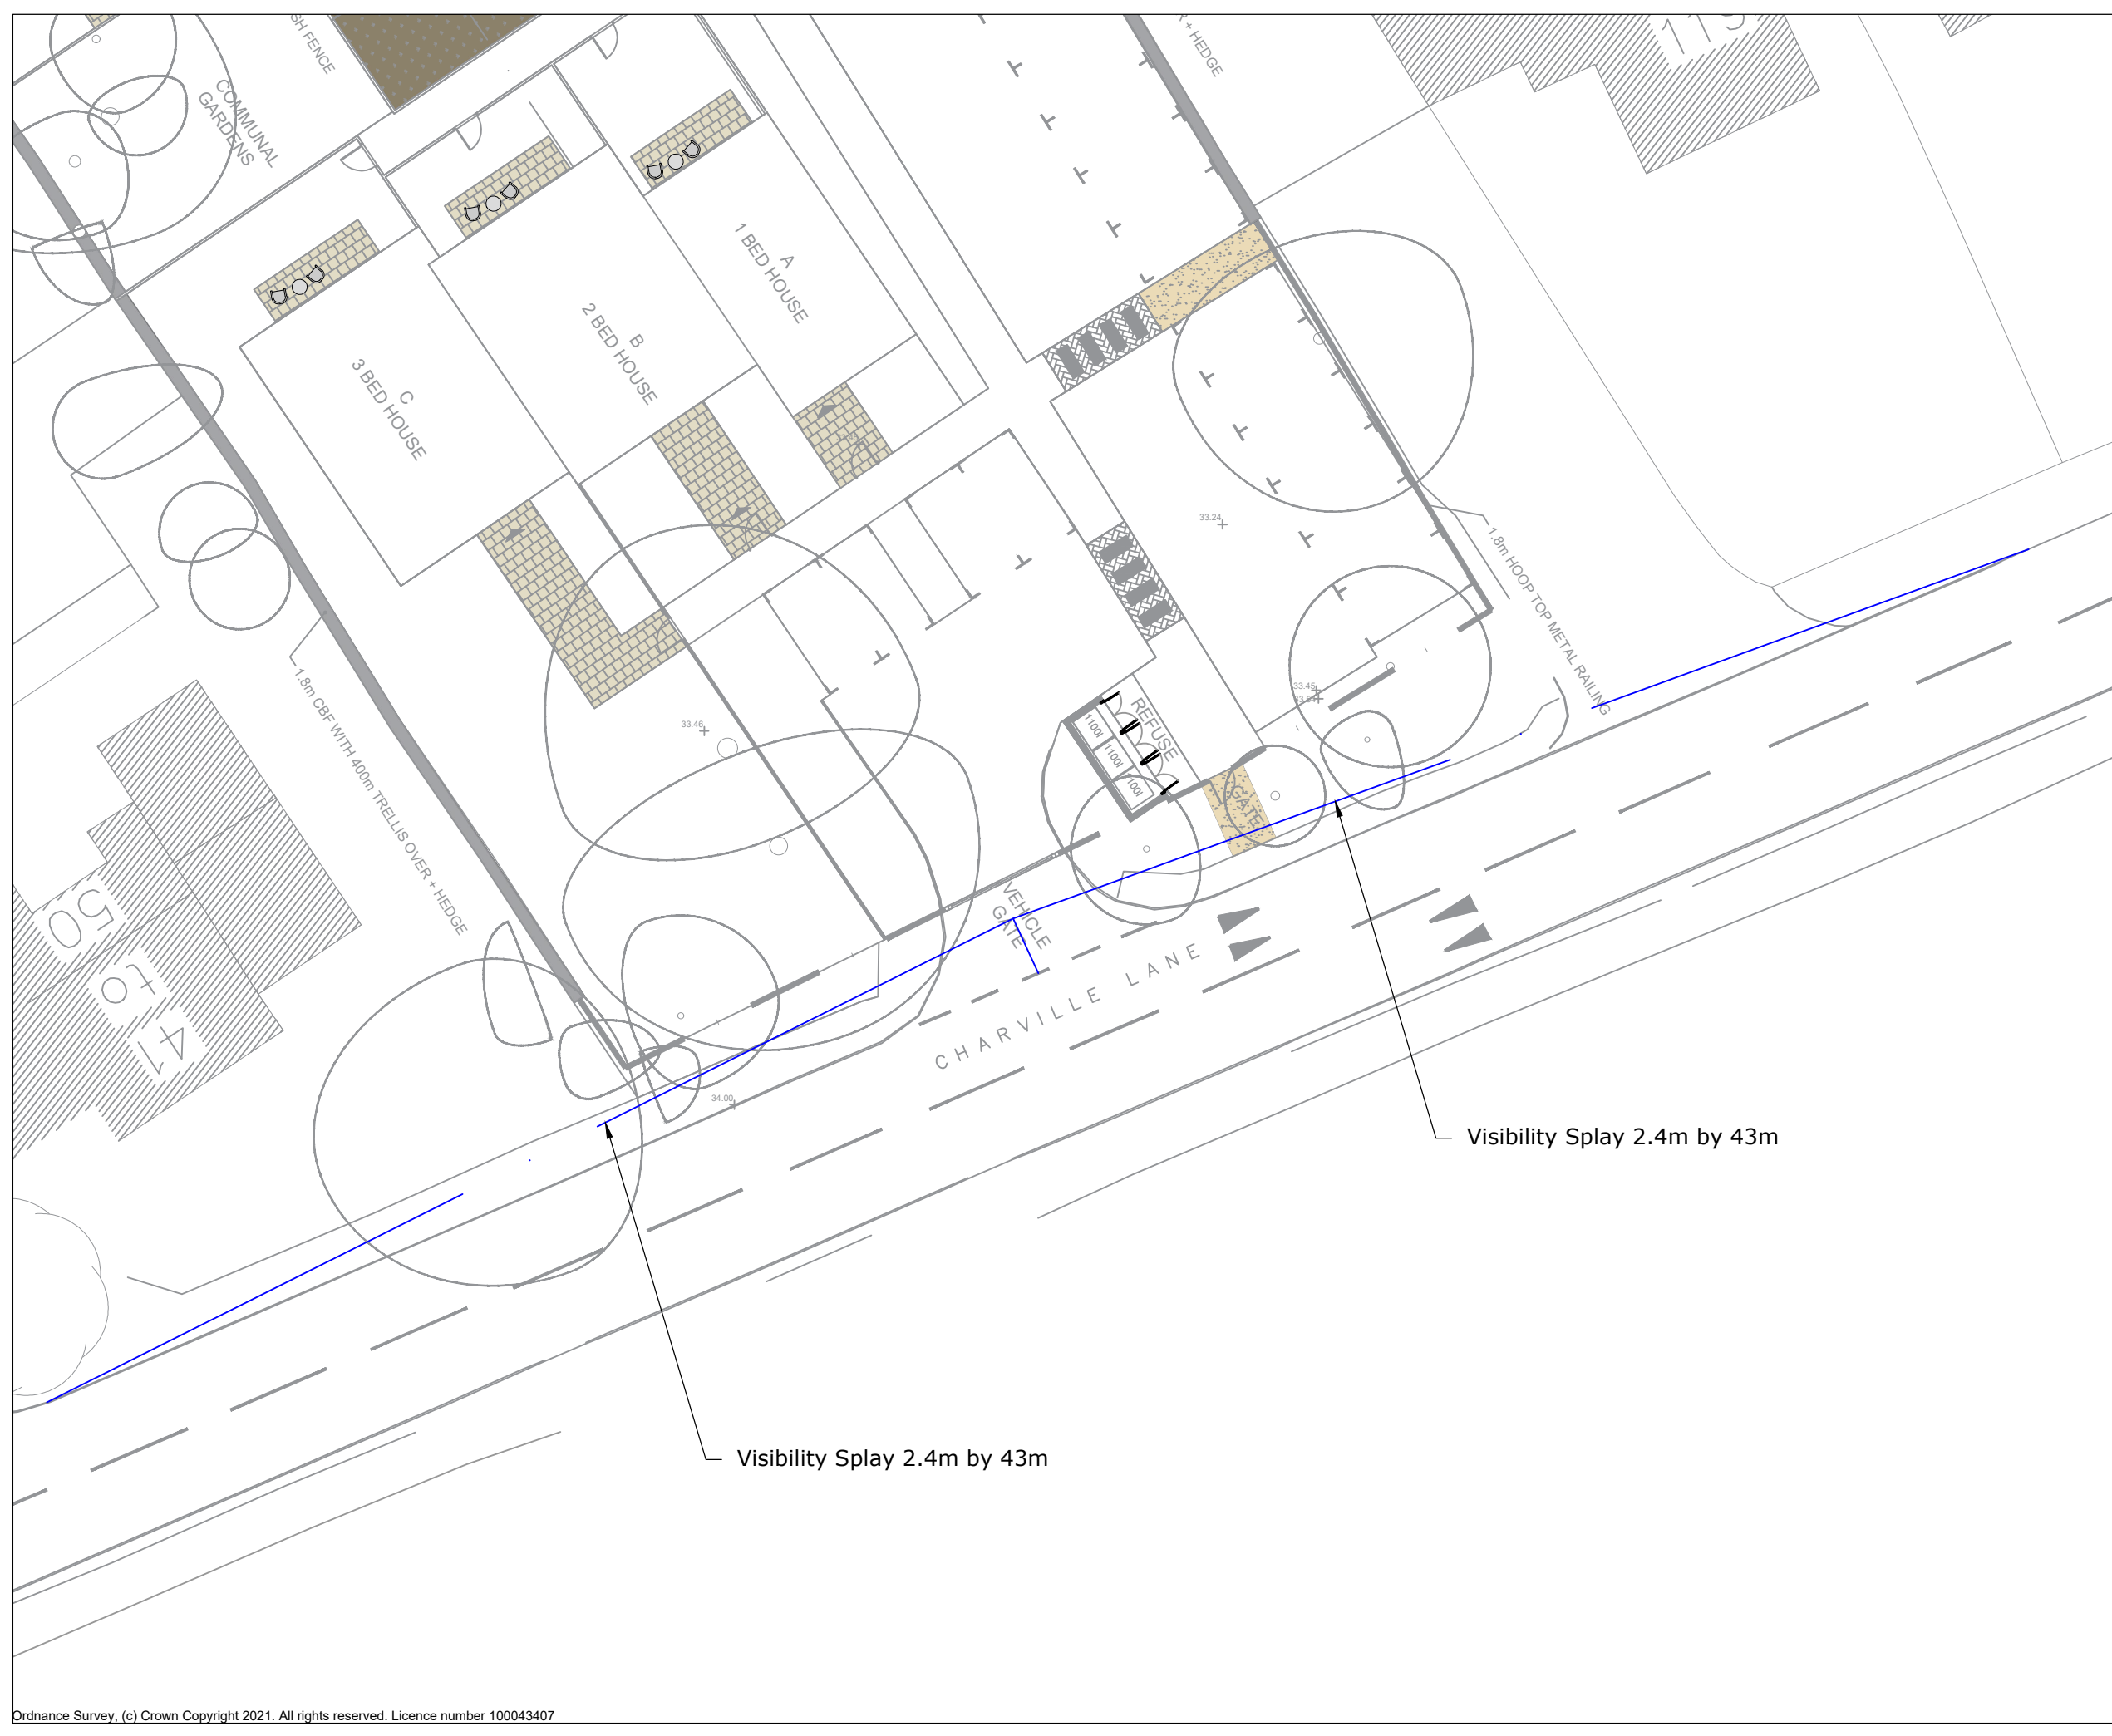 SH FENCE
R + HEDGE
119
COMMUNAL
GARDENS
A
1 BED HOUSE
B
2 BED HOUSE
C
3 BED HOUSE
33.24
1.8m HOOP TOP METAL RAILING
1.8m CBF WITH 400m TRELLIS OVER + HEDGE
33.45
33.46
REFUSE
1100l
1100l
1100l
GATE
VEHICLE
GATE
CHARVILLE LANE
50
to
41
34.00
Visibility Splay 2.4m by 43m
Visibility Splay 2.4m by 43m
Ordnance Survey, (c) Crown Copyright 2021. All rights reserved. Licence number 100043407